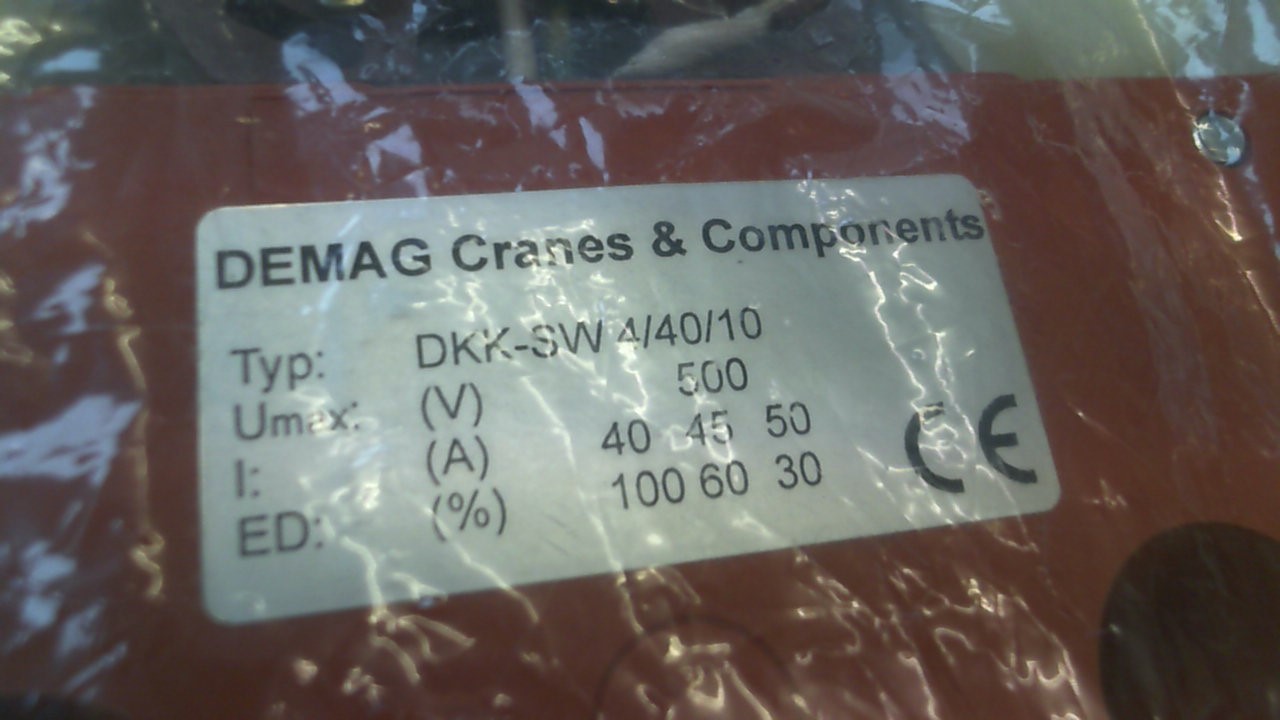 DEMAG Cranes & Components
Typ: DKK-SW 4/40/10
Umax: (V) 500
I: (A) 40 45 50
ED: (%) 100 60 30
CE